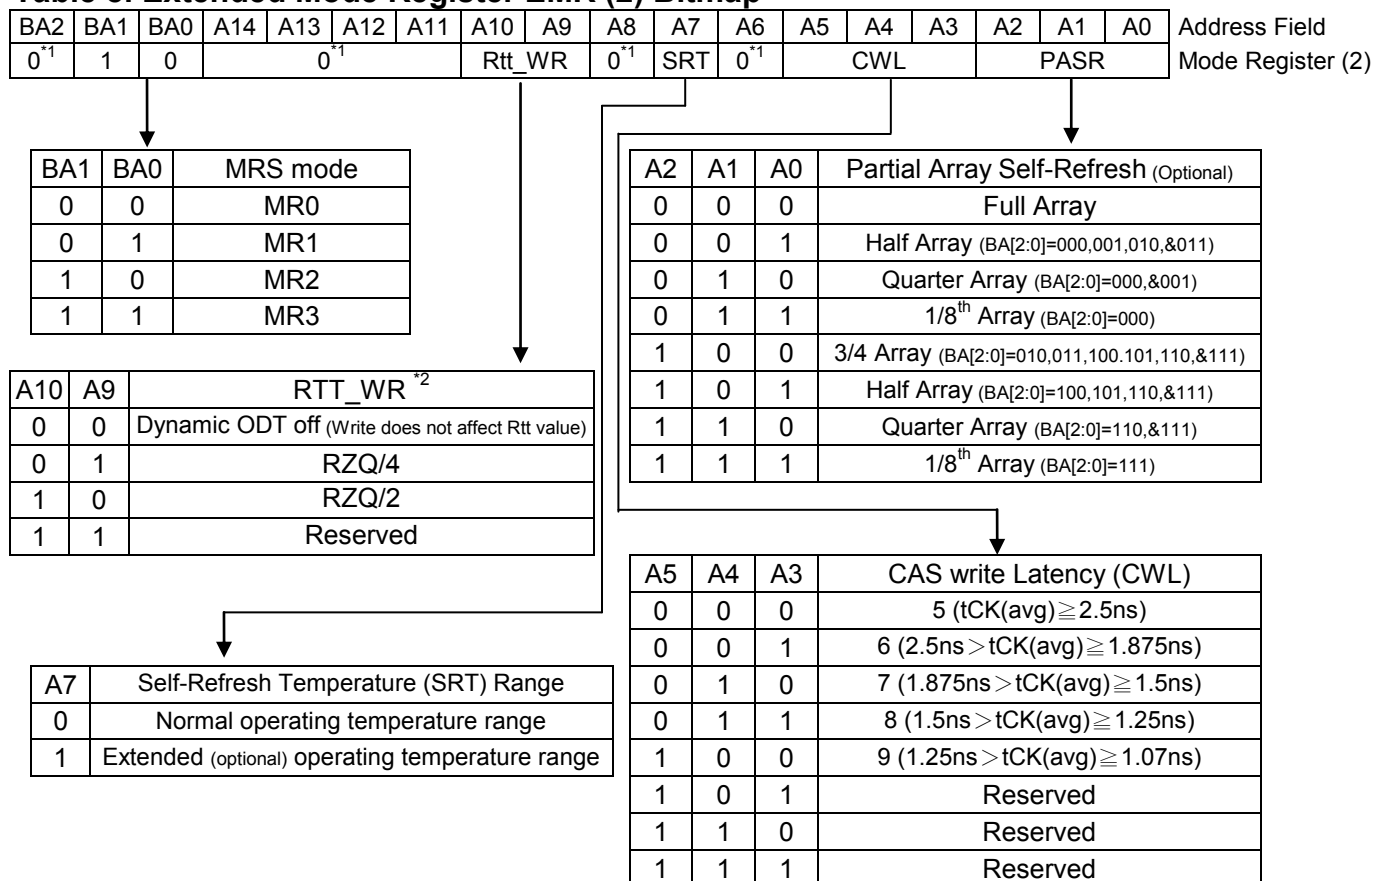 Table 8. Extended Mode Register EMR (2) Bitmap
BA2 BA1 BA0 A14 A13 A12 A11 A10 A9 A8 A7 A6 A5 A4 A3 A2 A1 A0 Address Field
0*1 1 0 0*1 Rtt_WR 0*1 SRT 0*1 CWL PASR Mode Register (2)
BA1 BA0 MRS mode
0 0 MR0
0 1 MR1
1 0 MR2
1 1 MR3
A2 A1 A0 Partial Array Self-Refresh (Optional)
0 0 0 Full Array
0 0 1 Half Array (BA[2:0]=000,001,010,&011)
0 1 0 Quarter Array (BA[2:0]=000,&001)
0 1 1 1/8th Array (BA[2:0]=000)
1 0 0 3/4 Array (BA[2:0]=010,011,100.101,110,&111)
1 0 1 Half Array (BA[2:0]=100,101,110,&111)
1 1 0 Quarter Array (BA[2:0]=110,&111)
1 1 1 1/8th Array (BA[2:0]=111)
A10 A9 RTT_WR *2
0 0 Dynamic ODT off (Write does not affect Rtt value)
0 1 RZQ/4
1 0 RZQ/2
1 1 Reserved
A5 A4 A3 CAS write Latency (CWL)
0 0 0 5 (tCK(avg)≧2.5ns)
0 0 1 6 (2.5ns＞tCK(avg)≧1.875ns)
0 1 0 7 (1.875ns＞tCK(avg)≧1.5ns)
0 1 1 8 (1.5ns＞tCK(avg)≧1.25ns)
1 0 0 9 (1.25ns＞tCK(avg)≧1.07ns)
1 0 1 Reserved
1 1 0 Reserved
1 1 1 Reserved
A7 Self-Refresh Temperature (SRT) Range
0 Normal operating temperature range
1 Extended (optional) operating temperature range